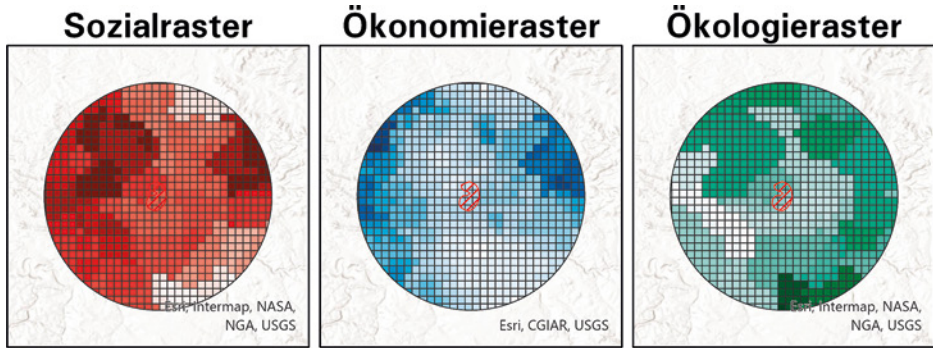 Sozialraster
Ökonomieraster
Ökologieraster
Esri, Intermap, NASA,
NGA, USGS
Esri, CGIAR, USGS
Esri, Intermap, NASA,
NGA, USGS